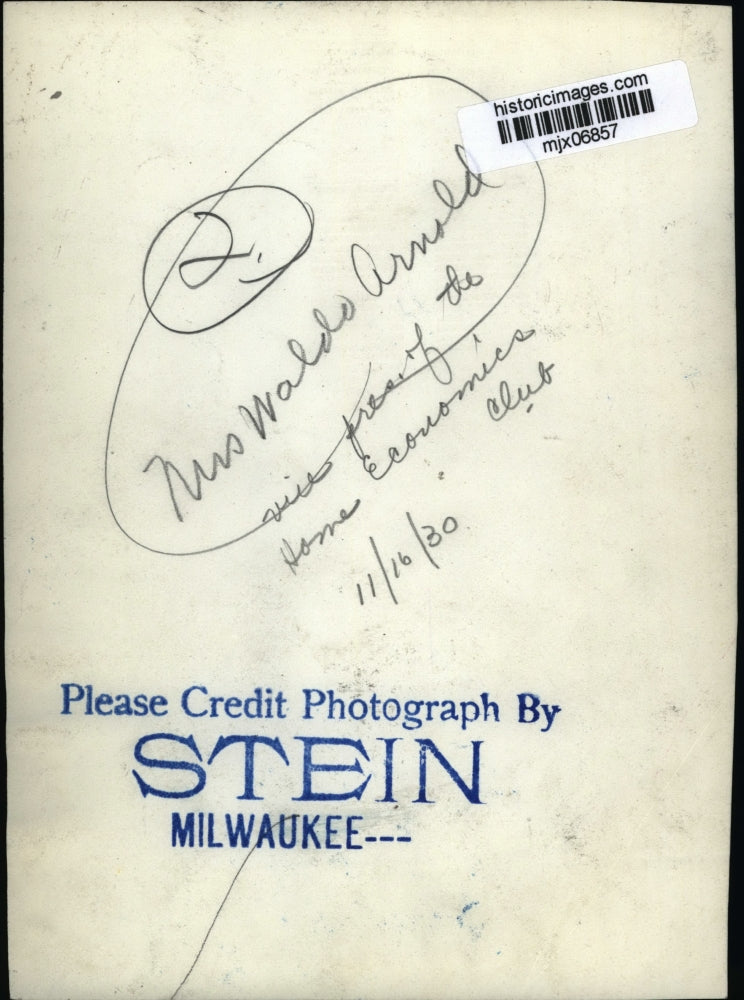 historicimages.com
mjx06857
2.
Mrs Waldo Arnold
vice pres. of the
Home Economics
Club
11/16/30
Please Credit Photograph By
STEIN
MILWAUKEE---